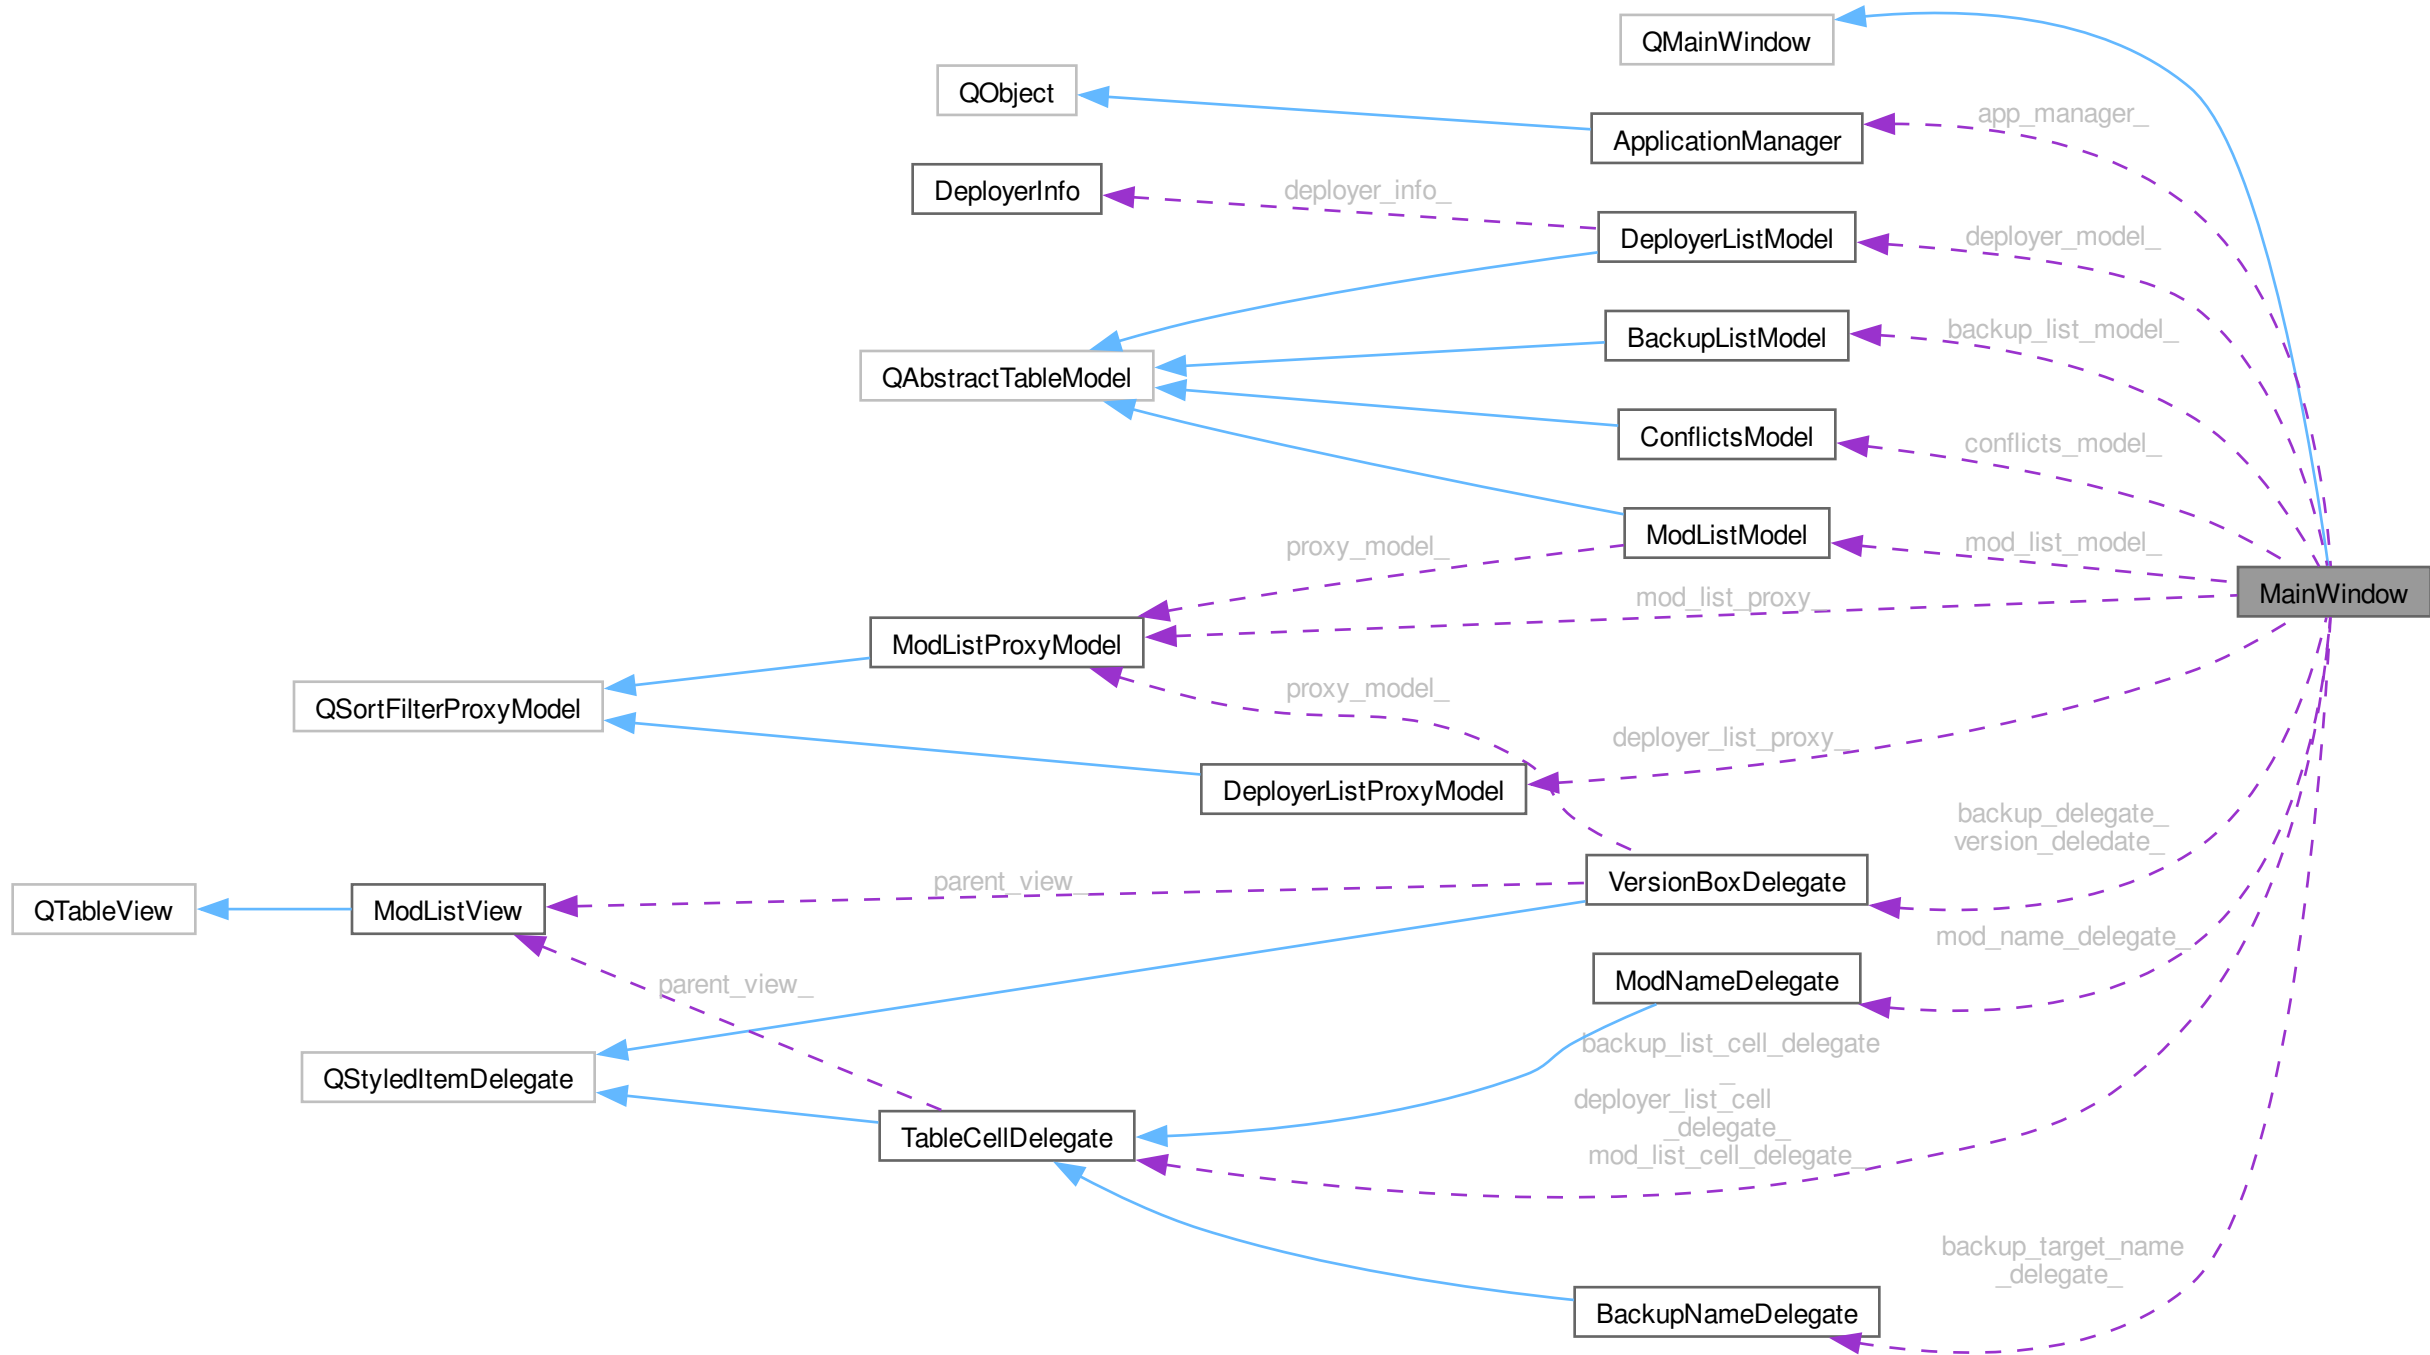 QMainWindow
QObject
app_manager_
ApplicationManager
DeployerInfo
deployer_info_
DeployerListModel
deployer_model_
BackupListModel
backup_list_model_
QAbstractTableModel
ConflictsModel
conflicts_model_
ModListModel
mod_list_model_
proxy_model_
MainWindow
mod_list_proxy_
ModListProxyModel
proxy_model_
QSortFilterProxyModel
deployer_list_proxy_
DeployerListProxyModel
backup_delegate_
version_deledate_
VersionBoxDelegate
parent_view_
QTableView
ModListView
mod_name_delegate_
ModNameDelegate
parent_view_
backup_list_cell_delegate
_
QStyledItemDelegate
deployer_list_cell
_delegate_
TableCellDelegate
mod_list_cell_delegate_
backup_target_name
_delegate_
BackupNameDelegate